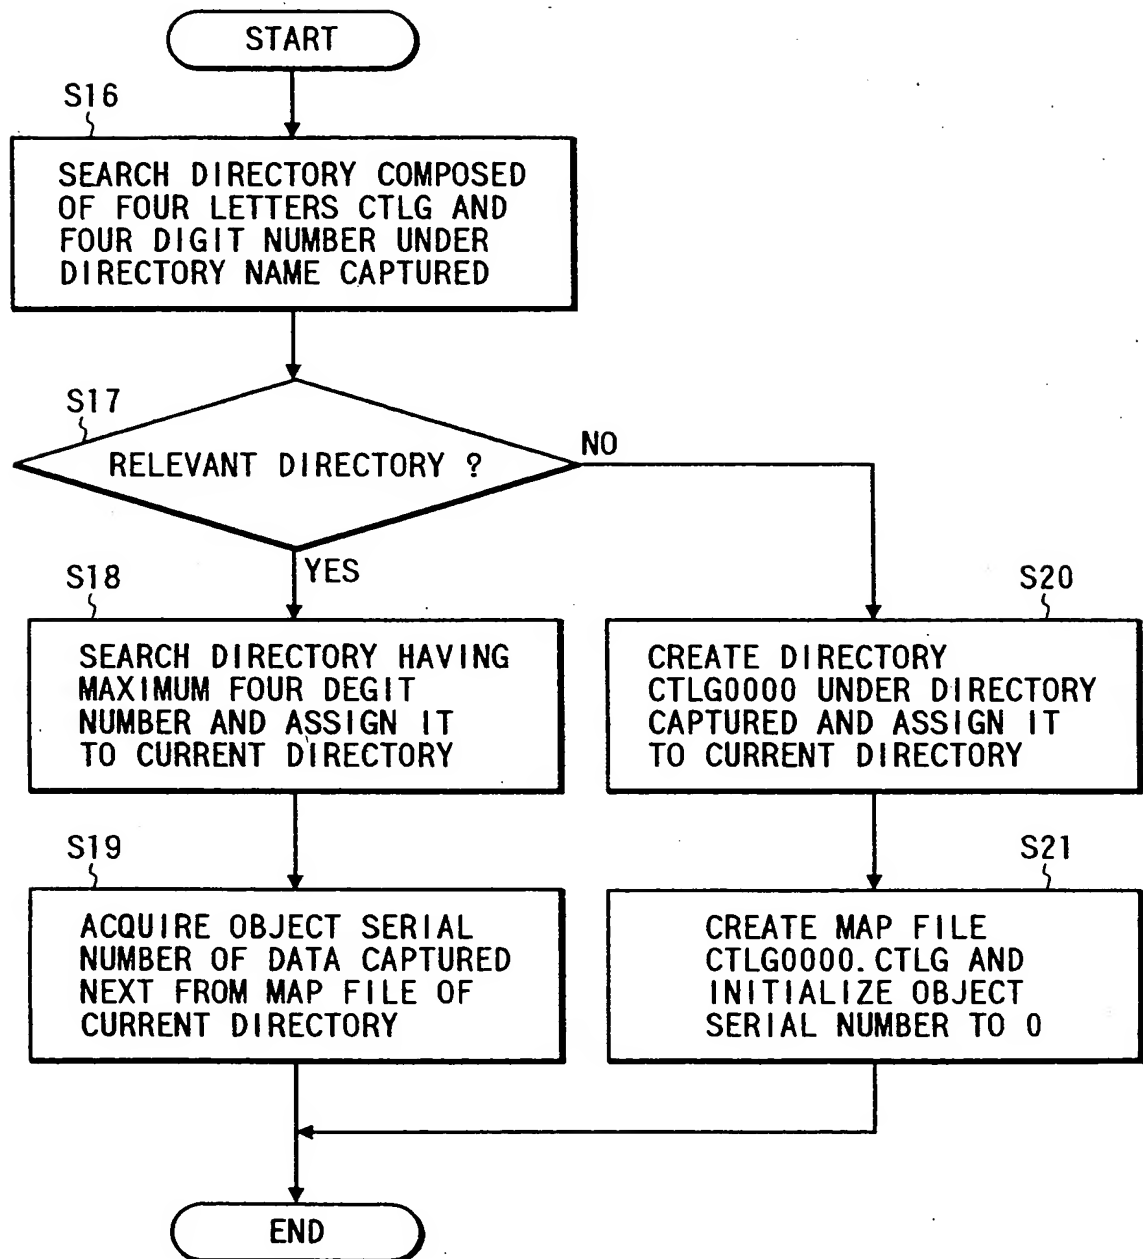 START
S16
SEARCH DIRECTORY COMPOSED
OF FOUR LETTERS CTLG AND
FOUR DIGIT NUMBER UNDER
DIRECTORY NAME CAPTURED
S17
RELEVANT DIRECTORY ?
NO
YES
S18
SEARCH DIRECTORY HAVING
MAXIMUM FOUR DEGIT
NUMBER AND ASSIGN IT
TO CURRENT DIRECTORY
S20
CREATE DIRECTORY
CTLG0000 UNDER DIRECTORY
CAPTURED AND ASSIGN IT
TO CURRENT DIRECTORY
S19
ACQUIRE OBJECT SERIAL
NUMBER OF DATA CAPTURED
NEXT FROM MAP FILE OF
CURRENT DIRECTORY
S21
CREATE MAP FILE
CTLG0000.CTLG AND
INITIALIZE OBJECT
SERIAL NUMBER TO 0
END